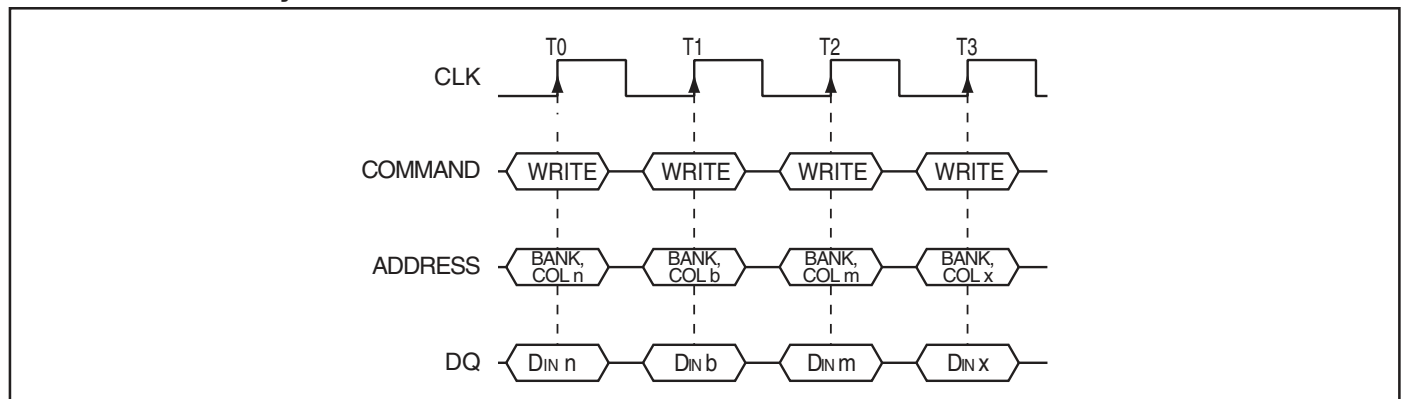 T0 T1 T2 T3
CLK
COMMAND WRITE WRITE WRITE WRITE
ADDRESS BANK, COL n BANK, COL b BANK, COL m BANK, COL x
DQ DIN n DIN b DIN m DIN x